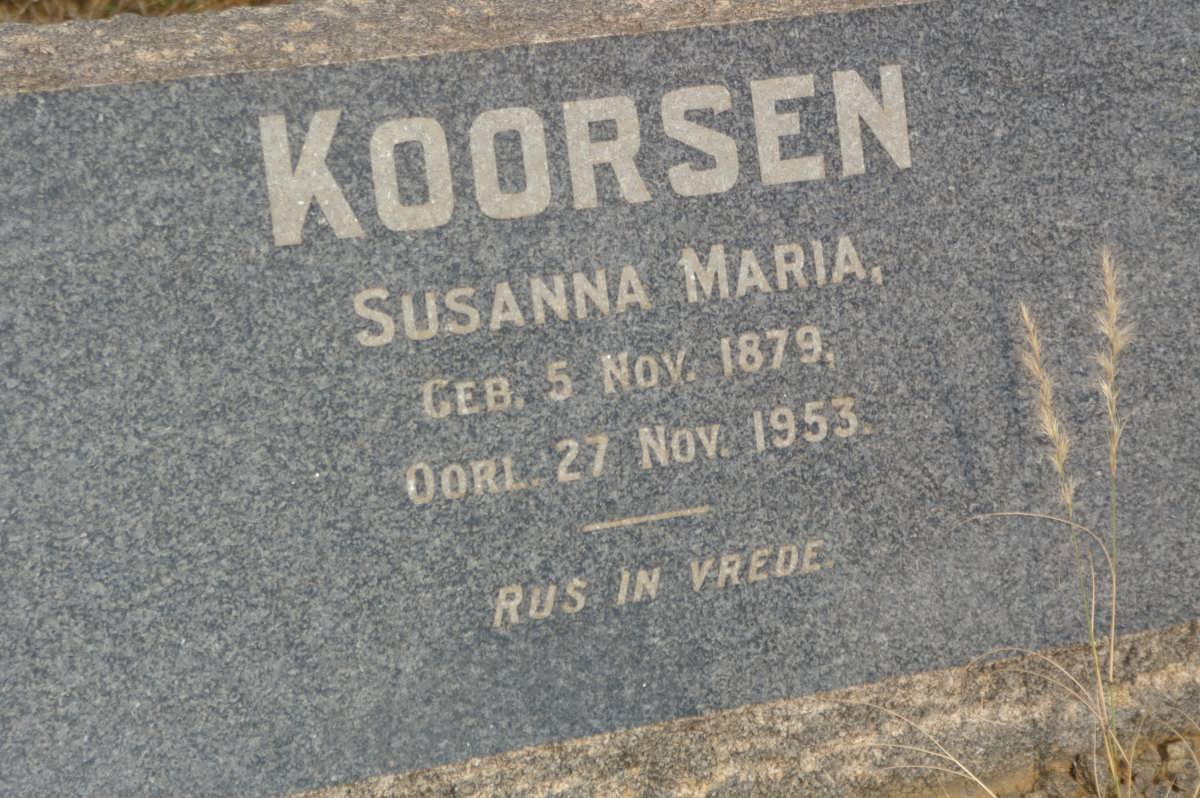 KOORSEN
SUSANNA MARIA,
GEB. 5 NOV. 1879,
OORL. 27 NOV. 1953.
RUS IN VREDE.